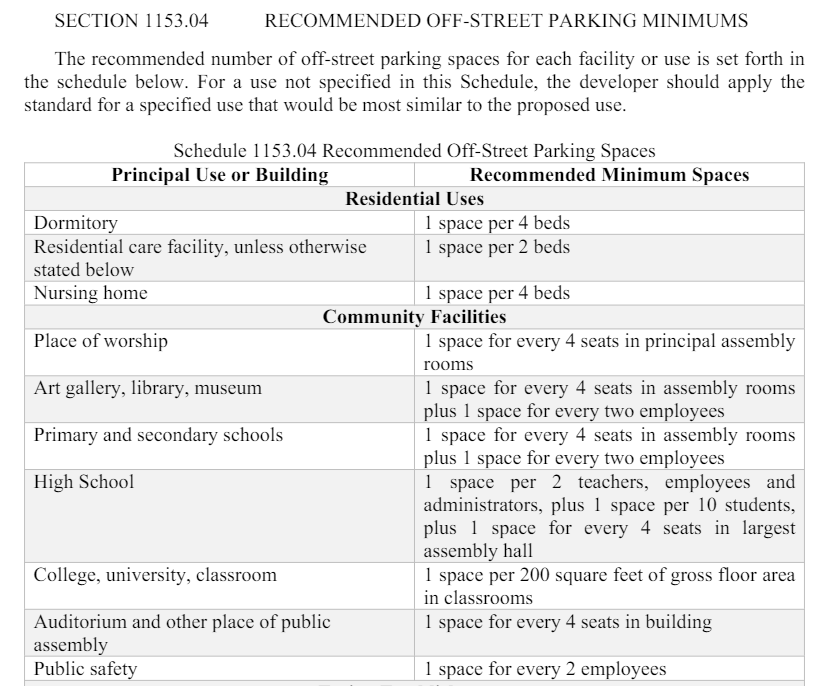 SECTION 1153.04 RECOMMENDED OFF-STREET PARKING MINIMUMS
The recommended number of off-street parking spaces for each facility or use is set forth in
the schedule below. For a use not specified in this Schedule, the developer should apply the
standard for a specified use that would be most similar to the proposed use.
Schedule 1153.04 Recommended Off-Street Parking Spaces
Principal Use or Building Recommended Minimum Spaces
Residential Uses
Dormitory 1 space per 4 beds
Residential care facility, unless otherwise 1 space per 2 beds
stated below
Nursing home 1 space per 4 beds
Community Facilities
Place of worship 1 space for every 4 seats in principal assembly
rooms
Art gallery, library, museum 1 space for every 4 seats in assembly rooms
plus 1 space for every two employees
Primary and secondary schools 1 space for every 4 seats in assembly rooms
plus 1 space for every two employees
High School 1 space per 2 teachers, employees and
administrators, plus 1 space per 10 students,
plus 1 space for every 4 seats in largest
assembly hall
College, university, classroom 1 space per 200 square feet of gross floor area
in classrooms
Auditorium and other place of public 1 space for every 4 seats in building
assembly
Public safety 1 space for every 2 employees